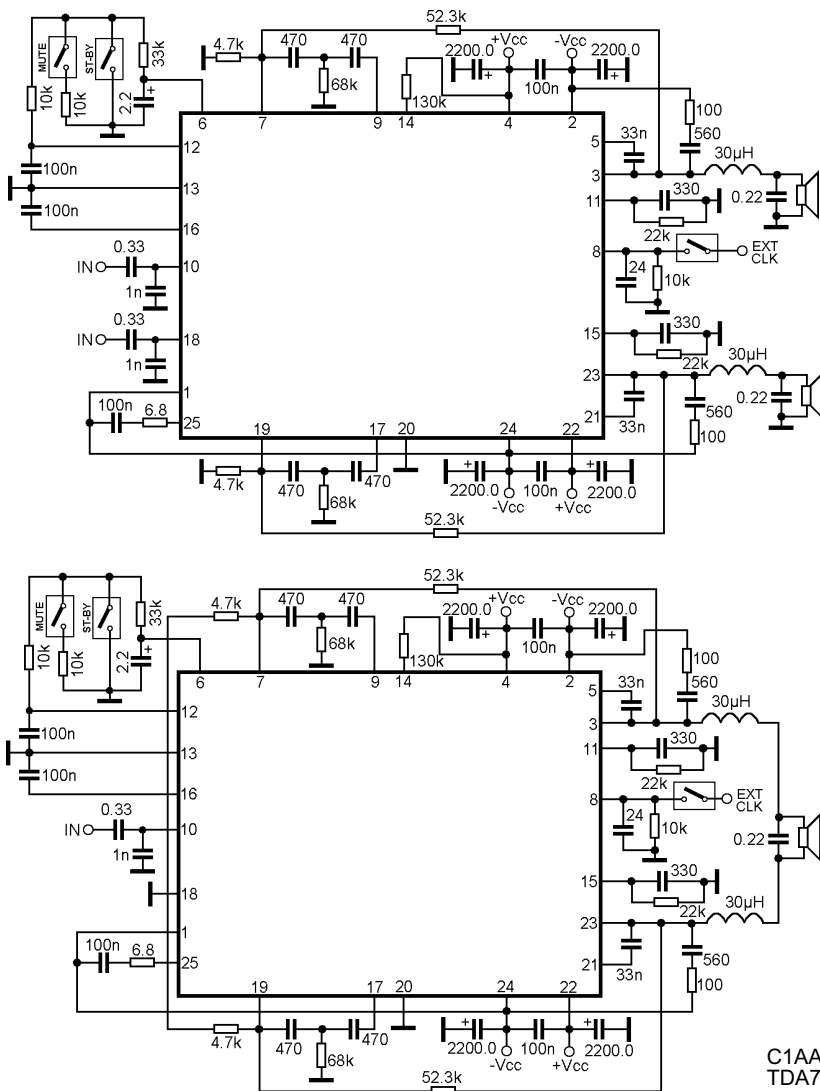 52.3k
+Vcc -Vcc
4.7k 470 470 2200.0 2200.0
MUTE ST-BY 33k
68k 100n
10k 10k 2.2 + 130k + + 100
6 7 9 14 4 2
560
5 33n 30µH
12
100n 3
13 11 330 0.22
100n 22k
16
0.33 8 EXT
CLK
IN 10 24 10k
1n
0.33 15 330
IN 18 22k 30µH
1n 23
1 0.22
100n 6.8 560
25 21 33n
19 17 20 24 22 100
4.7k 470 470 + 2200.0 100n + 2200.0
68k -Vcc +Vcc
52.3k
52.3k
+Vcc -Vcc
4.7k 470 470 2200.0 2200.0
MUTE ST-BY 33k
68k 100n
10k 10k 2.2 + 130k + + 100
6 7 9 14 4 2
560
5 33n 30µH
12
100n 3
13 11 330
100n 22k
16
0.33 8 EXT
CLK
IN 10 24 10k 0.22
1n
15 330
18 22k 30µH
1 23
100n 6.8 560
25 21 33n
19 17 20 24 22 100
4.7k 470 470 + 2200.0 100n + 2200.0
68k -Vcc +Vcc
52.3k
C1AA
TDA7